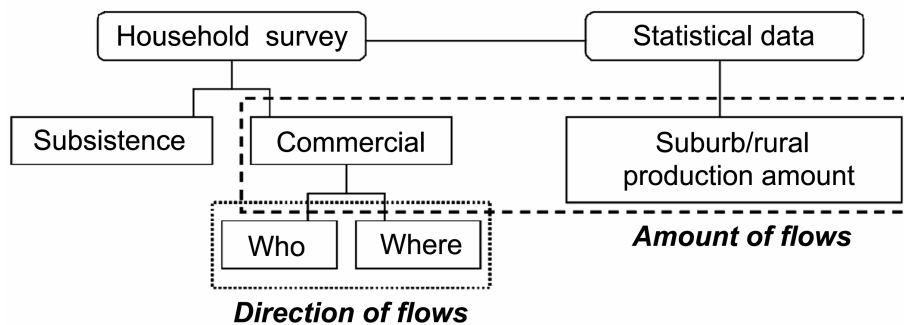 Household survey
Statistical data
Subsistence
Commercial
Suburb/rural
production amount
Who
Where
Amount of flows
Direction of flows